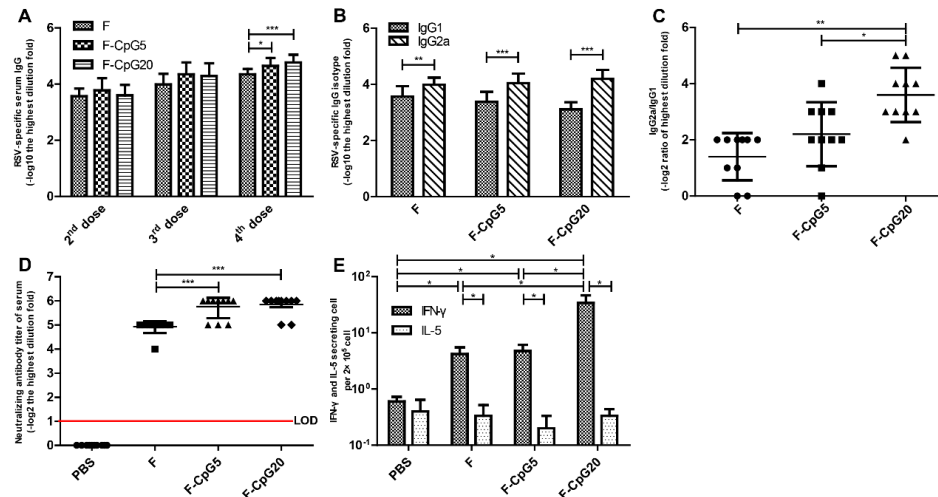 A
F
F-CpG5
F-CpG20
***
*
RSV-specific serum IgG
(-log10 the highest dilution fold)
6
4
2
0
2nd dose
3rd dose
4th dose
B
IgG1
IgG2a
**
***
***
RSV-specific IgG isotype
(-log10 the highest dilution fold)
6
4
2
0
F
F-CpG5
F-CpG20
C
**
*
IgG2a/IgG1
(-log2 ratio of highest dilution fold)
6
4
2
0
F
F-CpG5
F-CpG20
D
***
***
Neutralizing antibody titer of serum
(-log2 the highest dilution fold)
7
6
5
4
3
2
1
0
LOD
PBS
F
F-CpG5
F-CpG20
E
*
*
*
*
*
*
*
*
IFN-γ
IL-5
IFN-γ and IL-5 secreting cell
per 2×10⁵ cell
10²
10¹
10⁰
10⁻¹
PBS
F
F-CpG5
F-CpG20